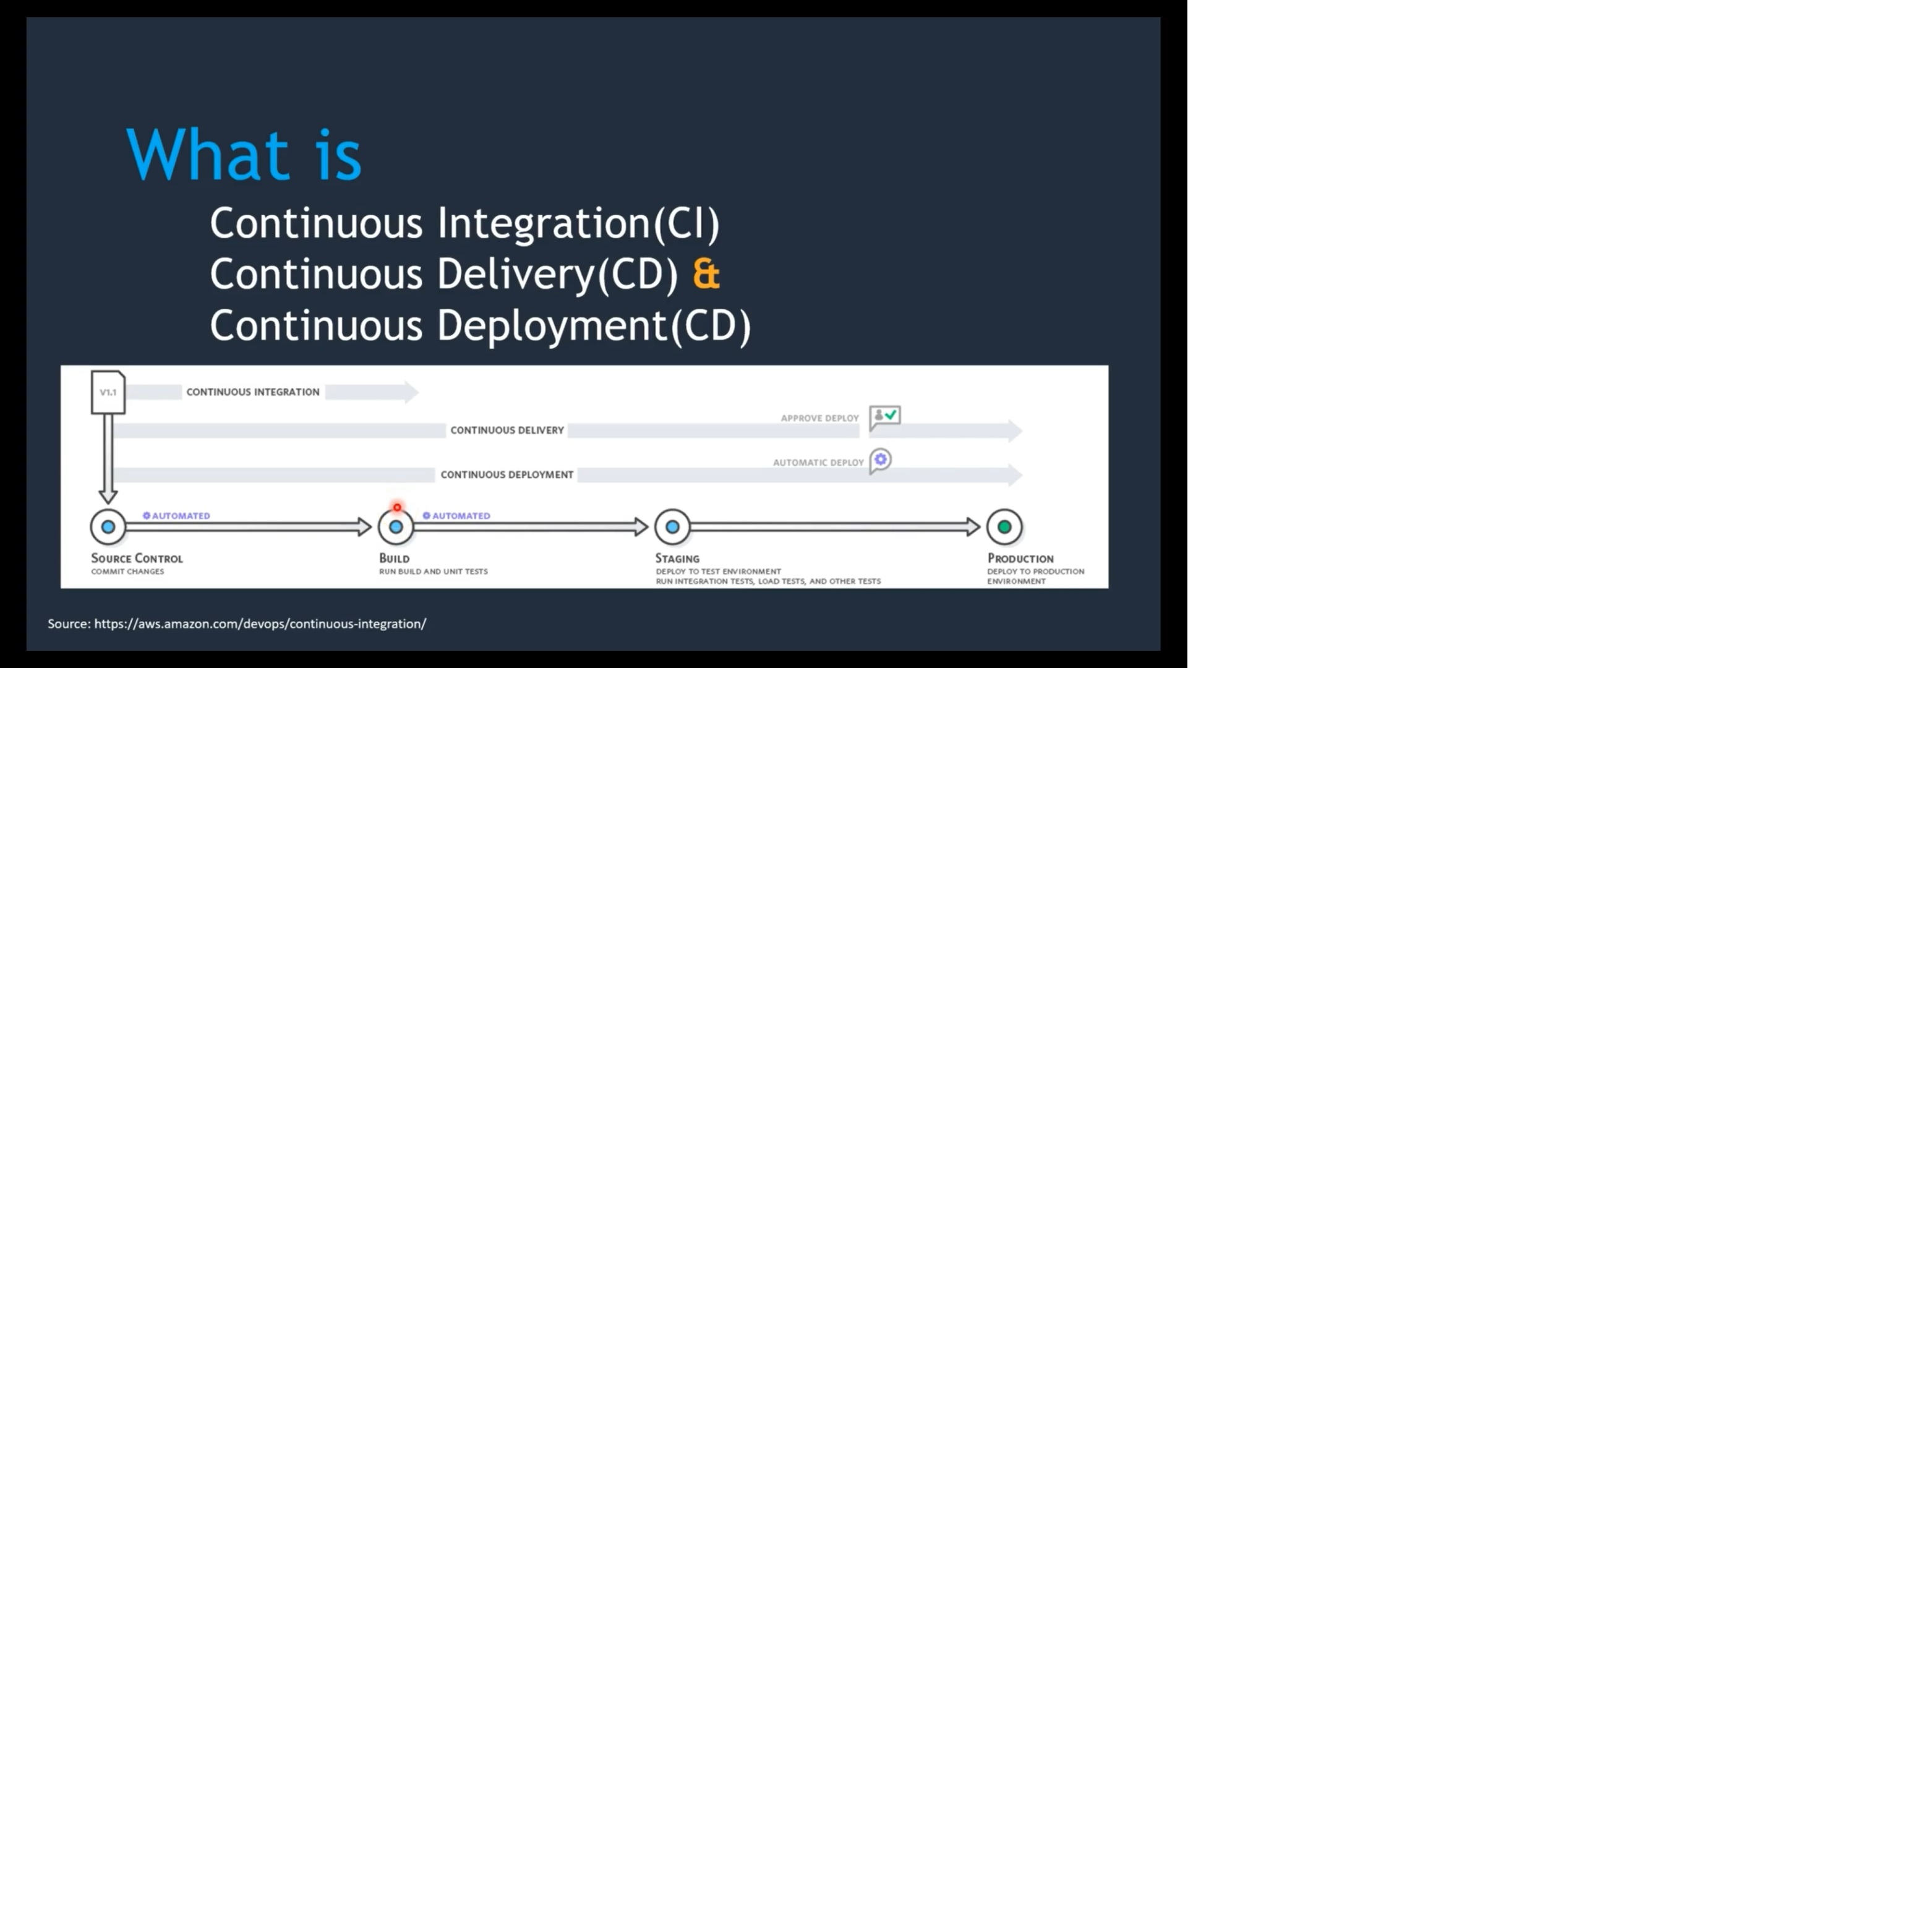 What is
Continuous Integration(CI)
Continuous Delivery(CD) &
Continuous Deployment(CD)
V1.1
CONTINUOUS INTEGRATION
APPROVE DEPLOY
CONTINUOUS DELIVERY
AUTOMATIC DEPLOY
CONTINUOUS DEPLOYMENT
AUTOMATED
AUTOMATED
SOURCE CONTROL
COMMIT CHANGES
BUILD
RUN BUILD AND UNIT TESTS
STAGING
DEPLOY TO TEST ENVIRONMENT
RUN INTEGRATION TESTS, LOAD TESTS, AND OTHER TESTS
PRODUCTION
DEPLOY TO PRODUCTION
ENVIRONMENT
Source: https://aws.amazon.com/devops/continuous-integration/